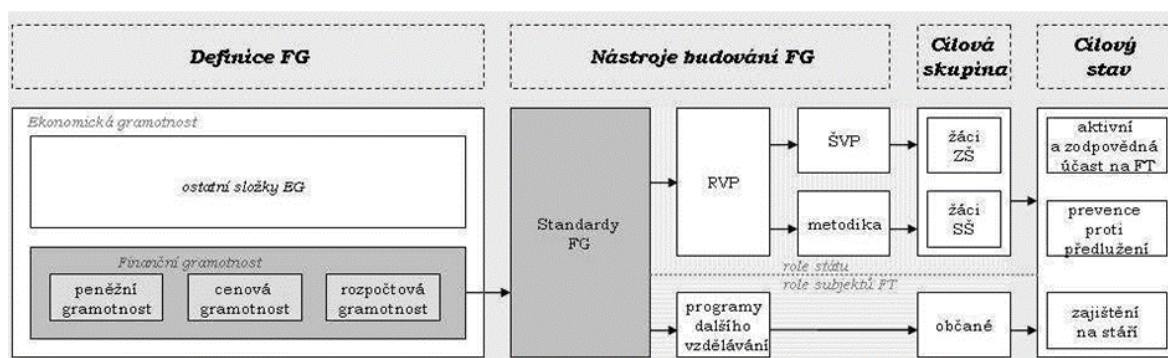 Definice FG
Nástroje budování FG
Cílová
skupina
Cílový
stav
Ekonomická gramotnost
ostatní složky EG
Finanční gramotnost
peněžní
gramotnost
cenová
gramotnost
rozpočtová
gramotnost
Standardy
FG
RVP
ŠVP
metodika
role státu
role subjektů FT
programy
dalšího
vzdělávání
žáci
ZŠ
žáci
SŠ
občané
aktivní
a zodpovědná
účast na FT
prevence
proti
předlužení
zajištění
na stáří